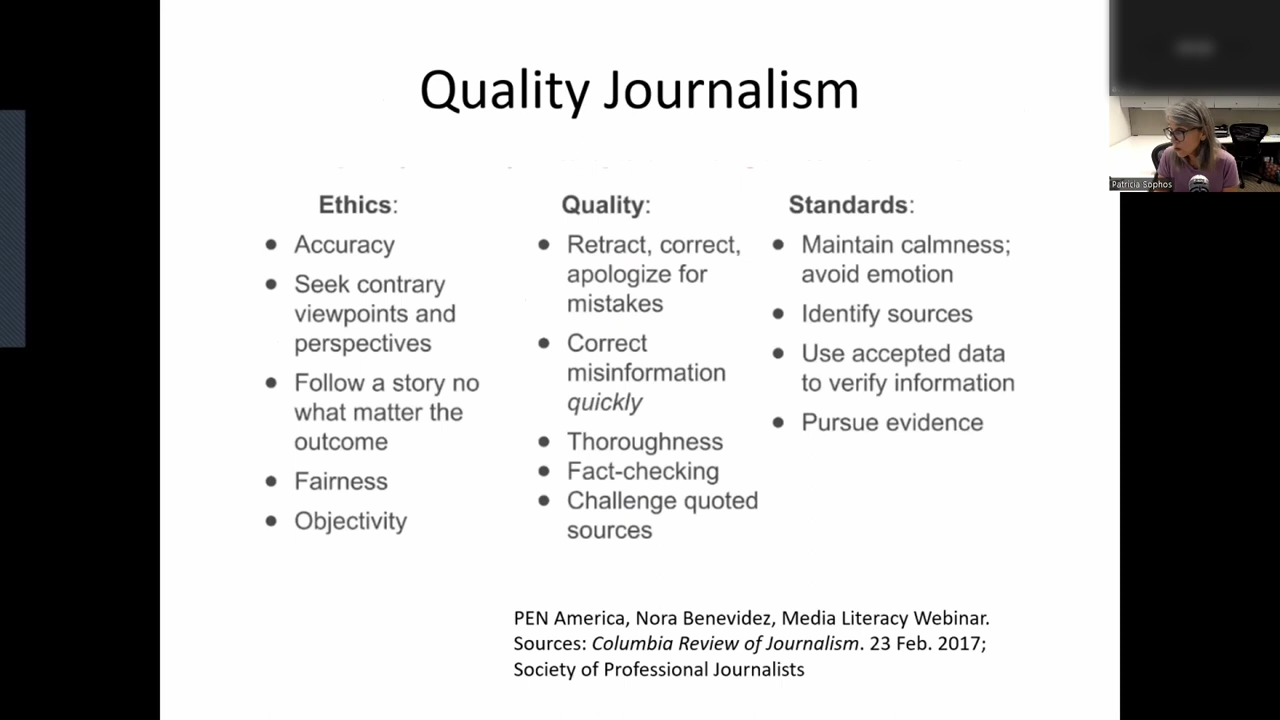 Quality Journalism
Ethics:
● Accuracy
● Seek contrary
viewpoints and
perspectives
● Follow a story no
what matter the
outcome
● Fairness
● Objectivity
Quality:
● Retract, correct,
apologize for
mistakes
● Correct
misinformation
quickly
● Thoroughness
● Fact-checking
● Challenge quoted
sources
Standards:
● Maintain calmness;
avoid emotion
● Identify sources
● Use accepted data
to verify information
● Pursue evidence
PEN America, Nora Benevidez, Media Literacy Webinar.
Sources: Columbia Review of Journalism. 23 Feb. 2017;
Society of Professional Journalists
Patricia Sophos